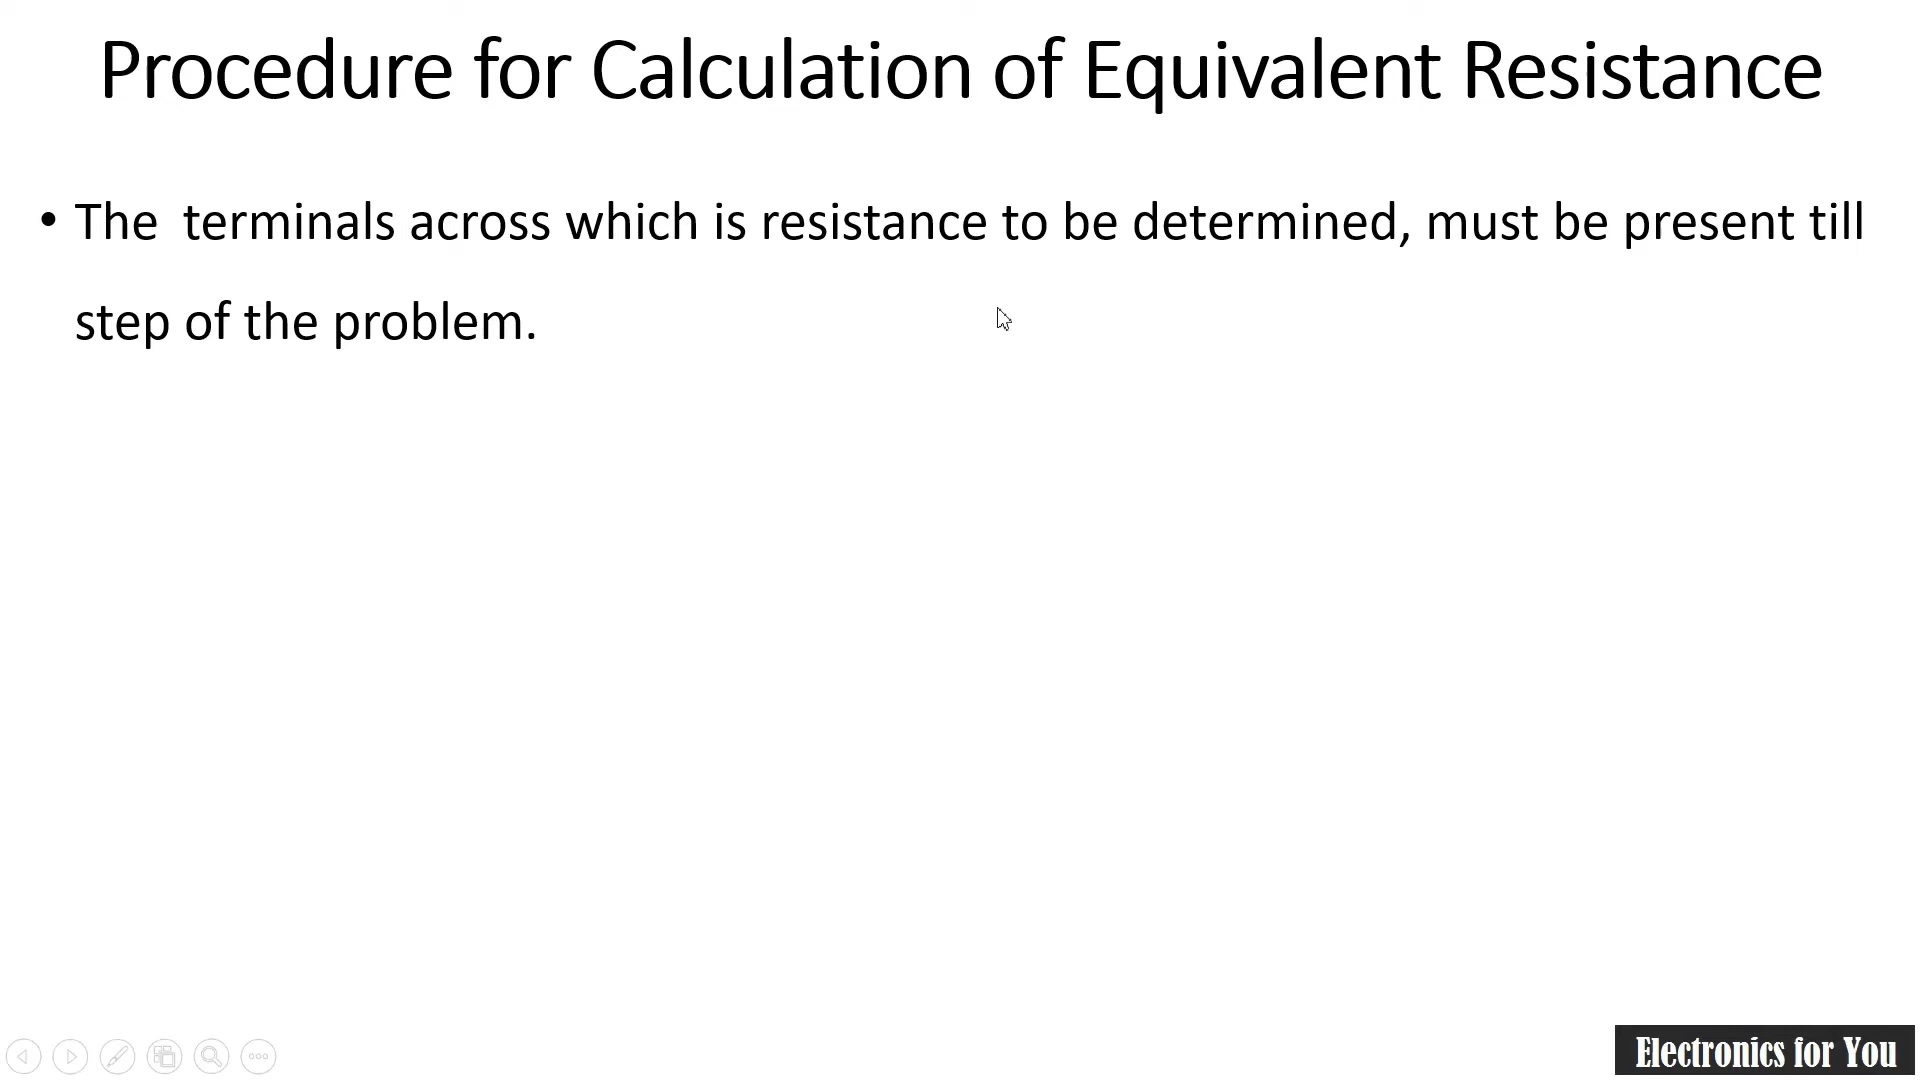 Procedure for Calculation of Equivalent Resistance
• The terminals across which is resistance to be determined, must be present till
step of the problem.
Electronics for You